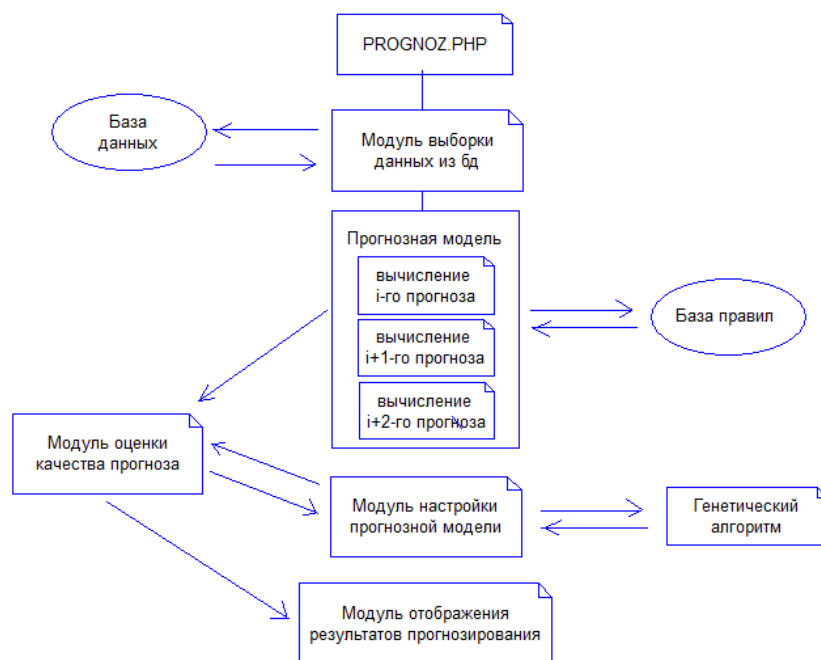 PROGNOZ.PHP
База
данных
Модуль выборки
данных из бд
Прогнозная модель
вычисление
i-го прогноза
вычисление
i+1-го прогноза
вычисление
i+2-го прогноза
База правил
Модуль оценки
качества прогноза
Модуль настройки
прогнозной модели
Генетический
алгоритм
Модуль отображения
результатов прогнозирования